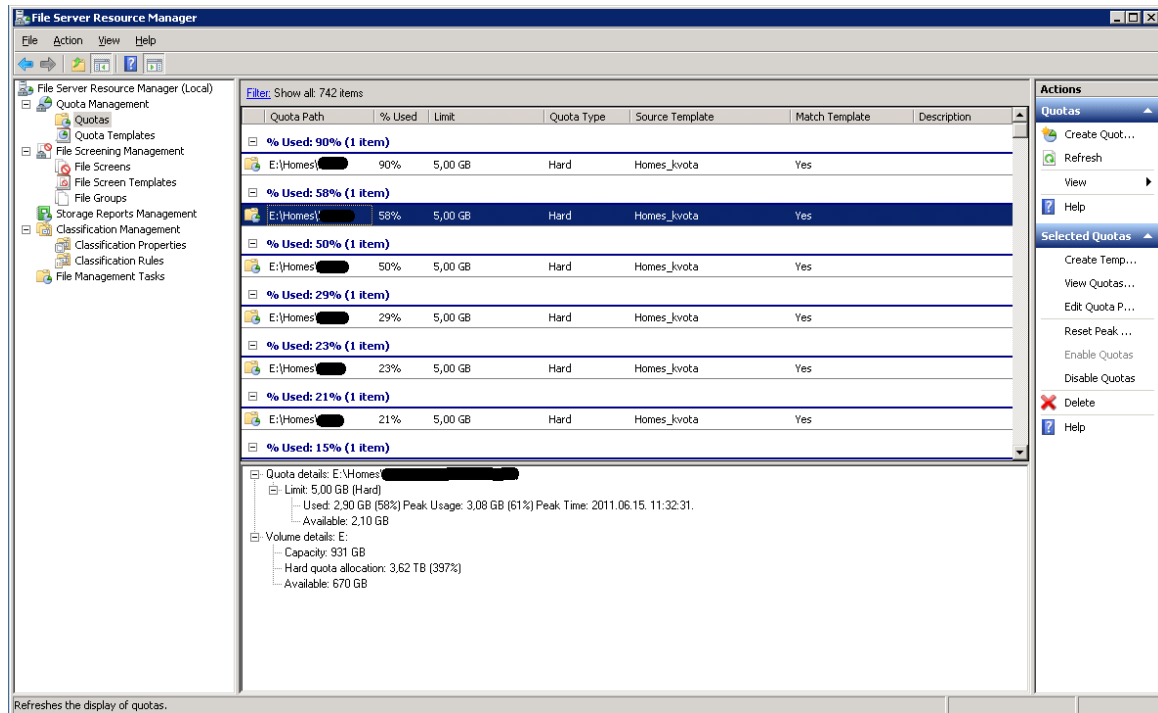 File Server Resource Manager
File Action View Help
File Server Resource Manager (Local)
Quota Management
Quotas
Quota Templates
File Screening Management
File Screens
File Screen Templates
File Groups
Storage Reports Management
Classification Management
Classification Properties
Classification Rules
File Management Tasks
Filter: Show all: 742 items
Quota Path % Used Limit Quota Type Source Template Match Template Description
% Used: 90% (1 item)
E:\Homes\ 90% 5,00 GB Hard Homes_kvota Yes
% Used: 58% (1 item)
E:\Homes\ 58% 5,00 GB Hard Homes_kvota Yes
% Used: 50% (1 item)
E:\Homes\ 50% 5,00 GB Hard Homes_kvota Yes
% Used: 29% (1 item)
E:\Homes\ 29% 5,00 GB Hard Homes_kvota Yes
% Used: 23% (1 item)
E:\Homes\ 23% 5,00 GB Hard Homes_kvota Yes
% Used: 21% (1 item)
E:\Homes\ 21% 5,00 GB Hard Homes_kvota Yes
% Used: 15% (1 item)
Quota details: E:\Homes\
Limit: 5,00 GB (Hard)
Used: 2,90 GB (58%) Peak Usage: 3,08 GB (61%) Peak Time: 2011.06.15. 11:32:31.
Available: 2,10 GB
Volume details: E:
Capacity: 931 GB
Hard quota allocation: 3,62 TB (397%)
Available: 670 GB
Actions
Quotas
Create Quot...
Refresh
View
Help
Selected Quotas
Create Temp...
View Quotas...
Edit Quota P...
Reset Peak ...
Enable Quotas
Disable Quotas
Delete
Help
Refreshes the display of quotas.